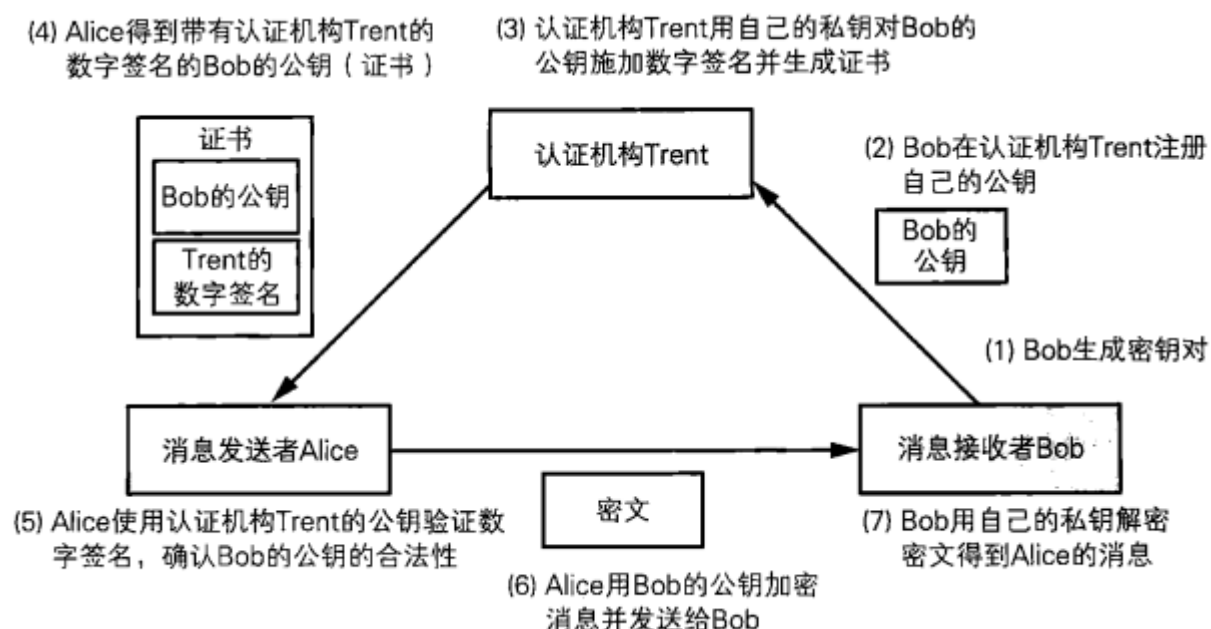 (4) Alice得到带有认证机构Trent的
数字签名的Bob的公钥（证书）
(3) 认证机构Trent用自己的私钥对Bob的
公钥施加数字签名并生成证书
证书
Bob的公钥
Trent的
数字签名
认证机构Trent
(2) Bob在认证机构Trent注册
自己的公钥
Bob的
公钥
(1) Bob生成密钥对
消息发送者Alice
消息接收者Bob
(5) Alice使用认证机构Trent的公钥验证数
字签名，确认Bob的公钥的合法性
密文
(7) Bob用自己的私钥解密
密文得到Alice的消息
(6) Alice用Bob的公钥加密
消息并发送给Bob